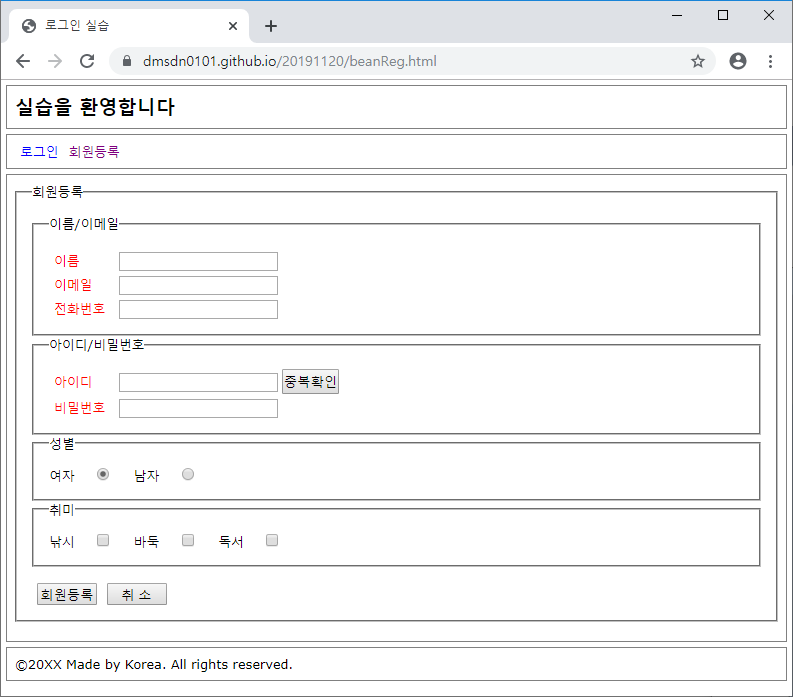 로그인 실습
dmsdn0101.github.io/20191120/beanReg.html
실습을 환영합니다
로그인 회원등록
회원등록
이름/이메일
이름
이메일
전화번호
아이디/비밀번호
아이디 중복확인
비밀번호
성별
여자 남자
취미
낚시 바둑 독서
회원등록 취 소
©20XX Made by Korea. All rights reserved.